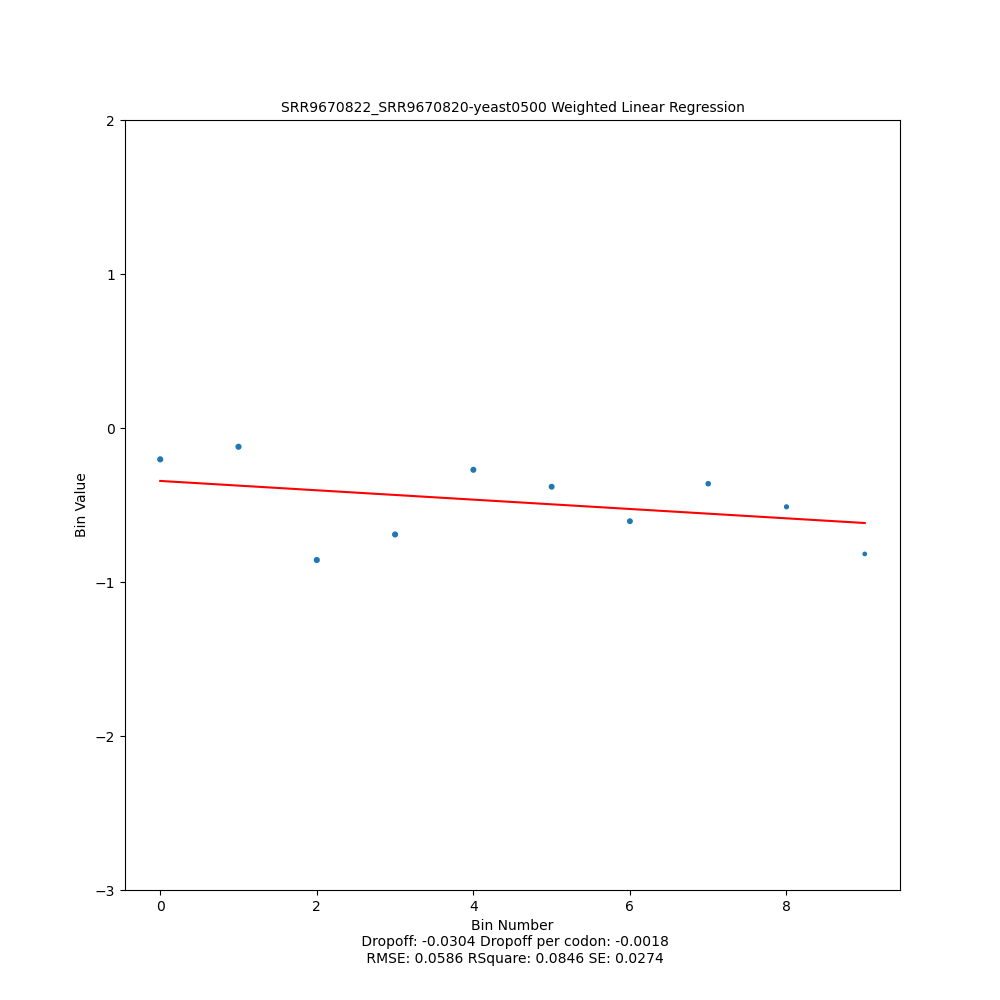 SRR9670822_SRR9670820-yeast0500 Weighted Linear Regression
2
1
0
−1
−2
−3
Bin Value
0 2 4 6 8
Bin Number
Dropoff: -0.0304 Dropoff per codon: -0.0018
RMSE: 0.0586 RSquare: 0.0846 SE: 0.0274